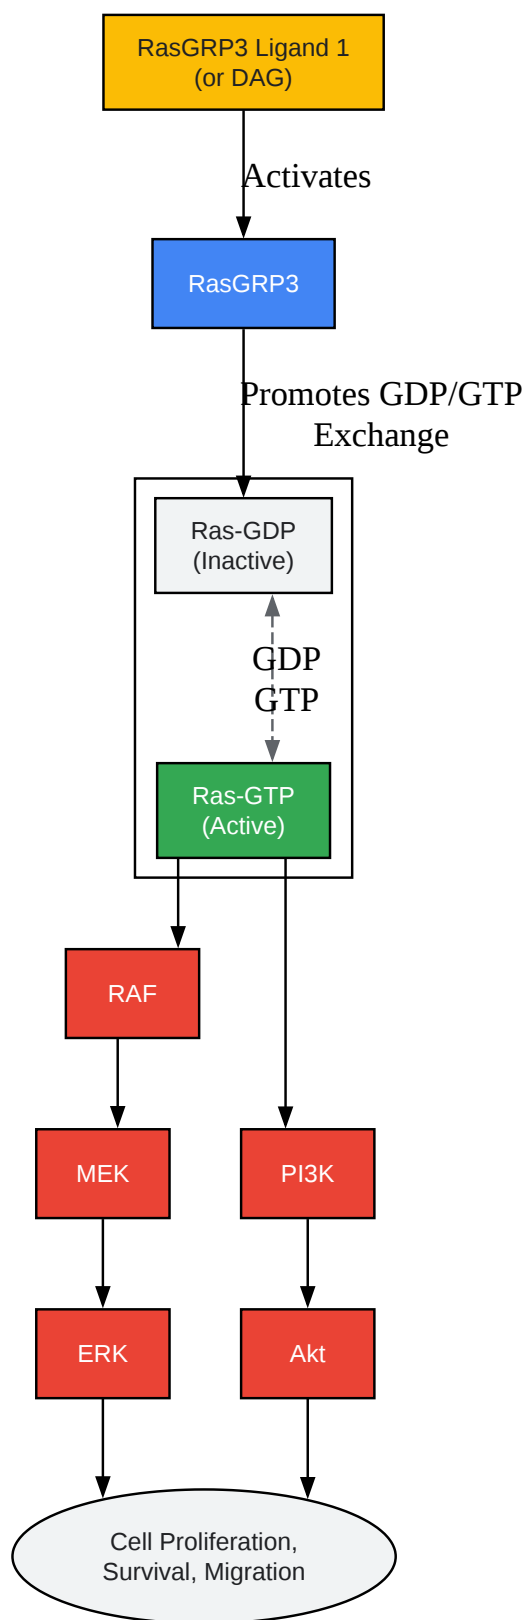 RasGRP3 Ligand 1
(or DAG)
Activates
RasGRP3
Promotes GDP/GTP
Exchange
Ras-GDP
(Inactive)
GDP
GTP
Ras-GTP
(Active)
RAF
MEK
PI3K
ERK
Akt
Cell Proliferation,
Survival, Migration